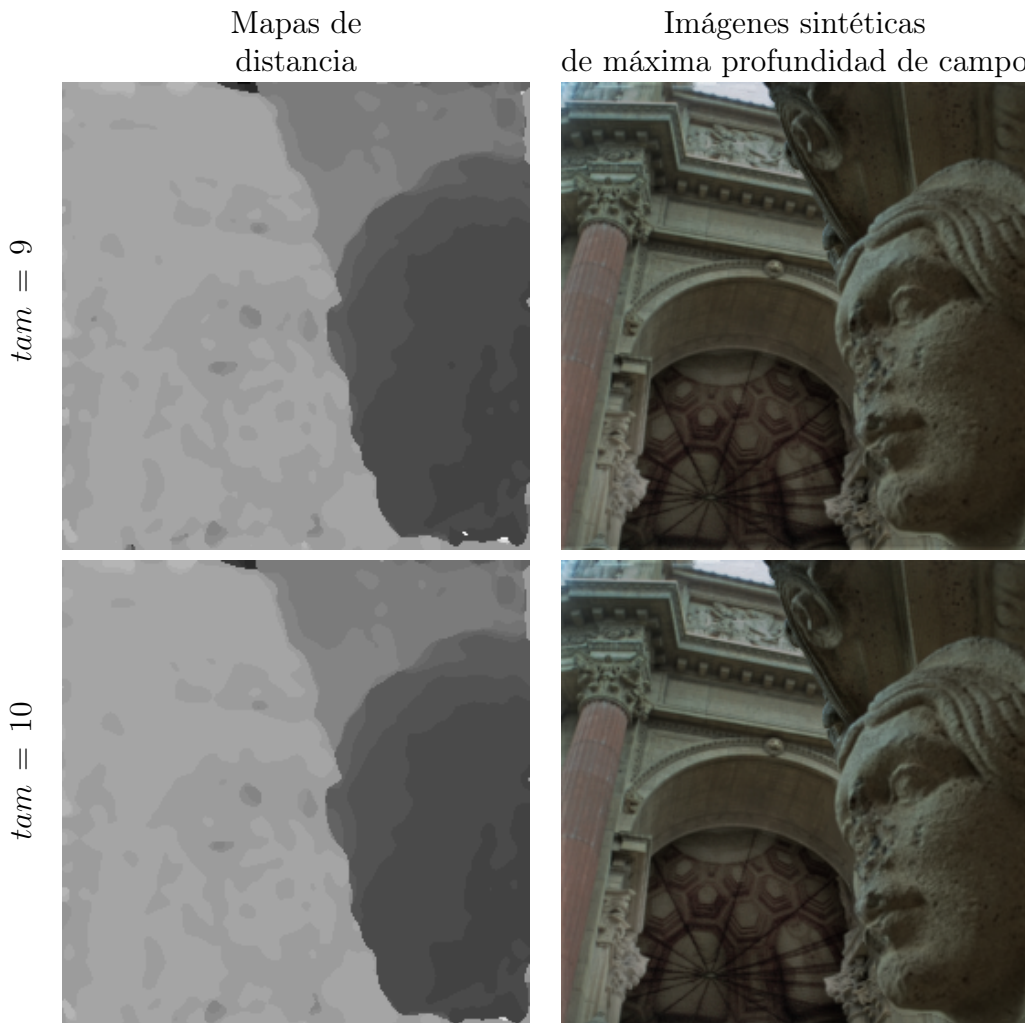 Mapas de
distancia
Imágenes sintéticas
de máxima profundidad de campo
tam = 9
tam = 10